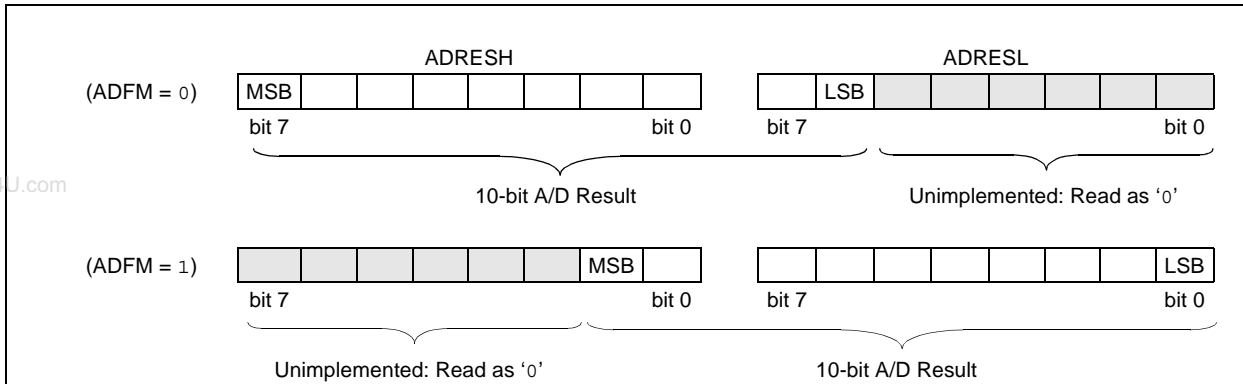 ADRESH ADRESL
(ADFM = 0) MSB LSB
bit 7 bit 0 bit 7 bit 0
4U.com
10-bit A/D Result Unimplemented: Read as ‘0’
(ADFM = 1) MSB LSB
bit 7 bit 0 bit 7 bit 0
Unimplemented: Read as ‘0’ 10-bit A/D Result